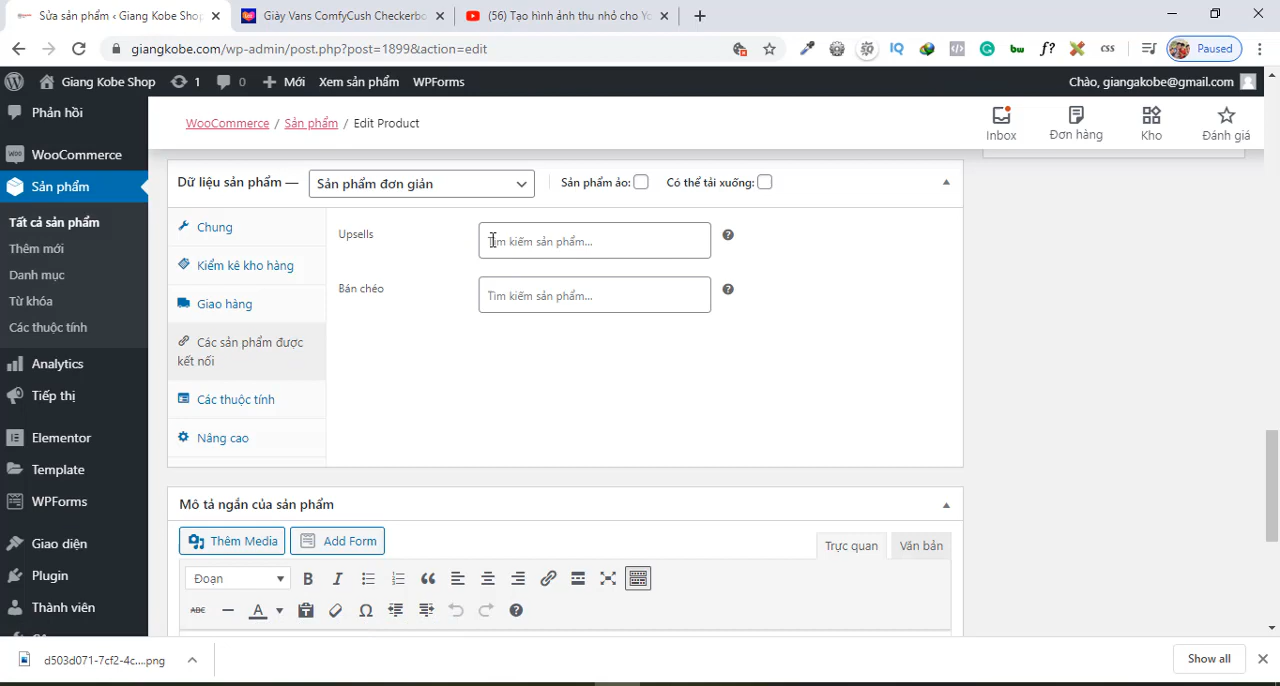 Sửa sản phẩm ‹ Giang Kobe Shop
Giày Vans ComfyCush Checkerbo
(56) Tạo hình ảnh thu nhỏ cho Yo
giangkobe.com/wp-admin/post.php?post=1899&action=edit
IQ
bw
f?
css
Paused
Giang Kobe Shop
1
0
Mới
Xem sản phẩm
WPForms
Chào, giangakobe@gmail.com
Phản hồi
WooCommerce
Sản phẩm
Tất cả sản phẩm
Thêm mới
Danh mục
Từ khóa
Các thuộc tính
Analytics
Tiếp thị
Elementor
Template
WPForms
Giao diện
Plugin
Thành viên
WooCommerce / Sản phẩm / Edit Product
Inbox
Đơn hàng
Kho
Đánh giá
Dữ liệu sản phẩm —
Sản phẩm đơn giản
Sản phẩm ảo:
Có thể tải xuống:
Chung
Kiểm kê kho hàng
Giao hàng
Các sản phẩm được
kết nối
Các thuộc tính
Nâng cao
Upsells
Tìm kiếm sản phẩm...
Bán chéo
Tìm kiếm sản phẩm...
Mô tả ngắn của sản phẩm
Thêm Media
Add Form
Trực quan
Văn bản
Đoạn
B
I
ABC
A
d503d071-7cf2-4c....png
Show all